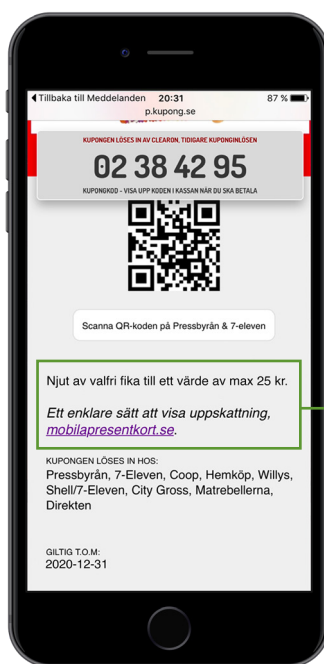 Tillbaka till Meddelanden 20:31 87 %
p.kupong.se
KUPONGEN LÖSES IN AV CLEARON, TIDIGARE KUPONGINLÖSEN
02 38 42 95
KUPONGKOD - VISA UPP KODEN I KASSAN NÄR DU SKA BETALA
Scanna QR-koden på Pressbyrån & 7-eleven
Njut av valfri fika till ett värde av max 25 kr.
Ett enklare sätt att visa uppskattning,
mobilapresentkort.se.
KUPONGEN LÖSES IN HOS:
Pressbyrån, 7-Eleven, Coop, Hemköp, Willys,
Shell/7-Eleven, City Gross, Matrebellerna,
Direkten
GILTIG T.O.M:
2020-12-31